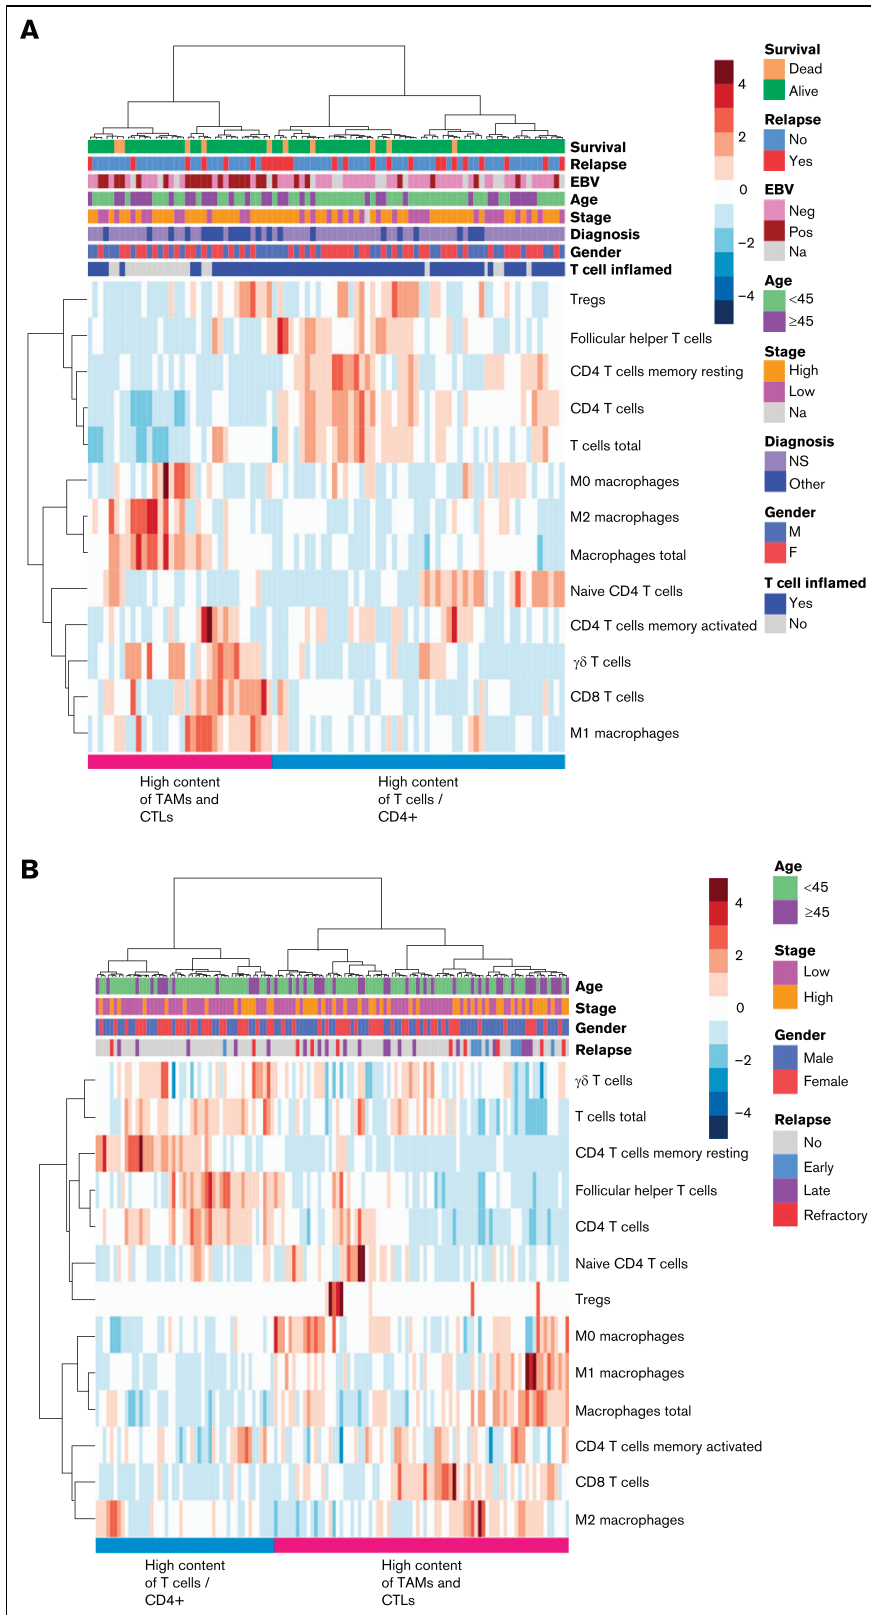 A
Survival
Relapse
EBV
Age
Stage
Diagnosis
Gender
T cell inflamed
Tregs
Follicular helper T cells
CD4 T cells memory resting
CD4 T cells
T cells total
M0 macrophages
M2 macrophages
Macrophages total
Naive CD4 T cells
CD4 T cells memory activated
γδ T cells
CD8 T cells
M1 macrophages
High content
of TAMs and
CTLs
High content
of T cells /
CD4+
4
2
0
−2
−4
Survival
Dead
Alive
Relapse
No
Yes
EBV
Neg
Pos
Na
Age
<45
≥45
Stage
High
Low
Na
Diagnosis
NS
Other
Gender
M
F
T cell inflamed
Yes
No
B
Age
Stage
Gender
Relapse
γδ T cells
T cells total
CD4 T cells memory resting
Follicular helper T cells
CD4 T cells
Naive CD4 T cells
Tregs
M0 macrophages
M1 macrophages
Macrophages total
CD4 T cells memory activated
CD8 T cells
M2 macrophages
High content
of T cells /
CD4+
High content
of TAMs and
CTLs
4
2
0
−2
−4
Age
<45
≥45
Stage
Low
High
Gender
Male
Female
Relapse
No
Early
Late
Refractory